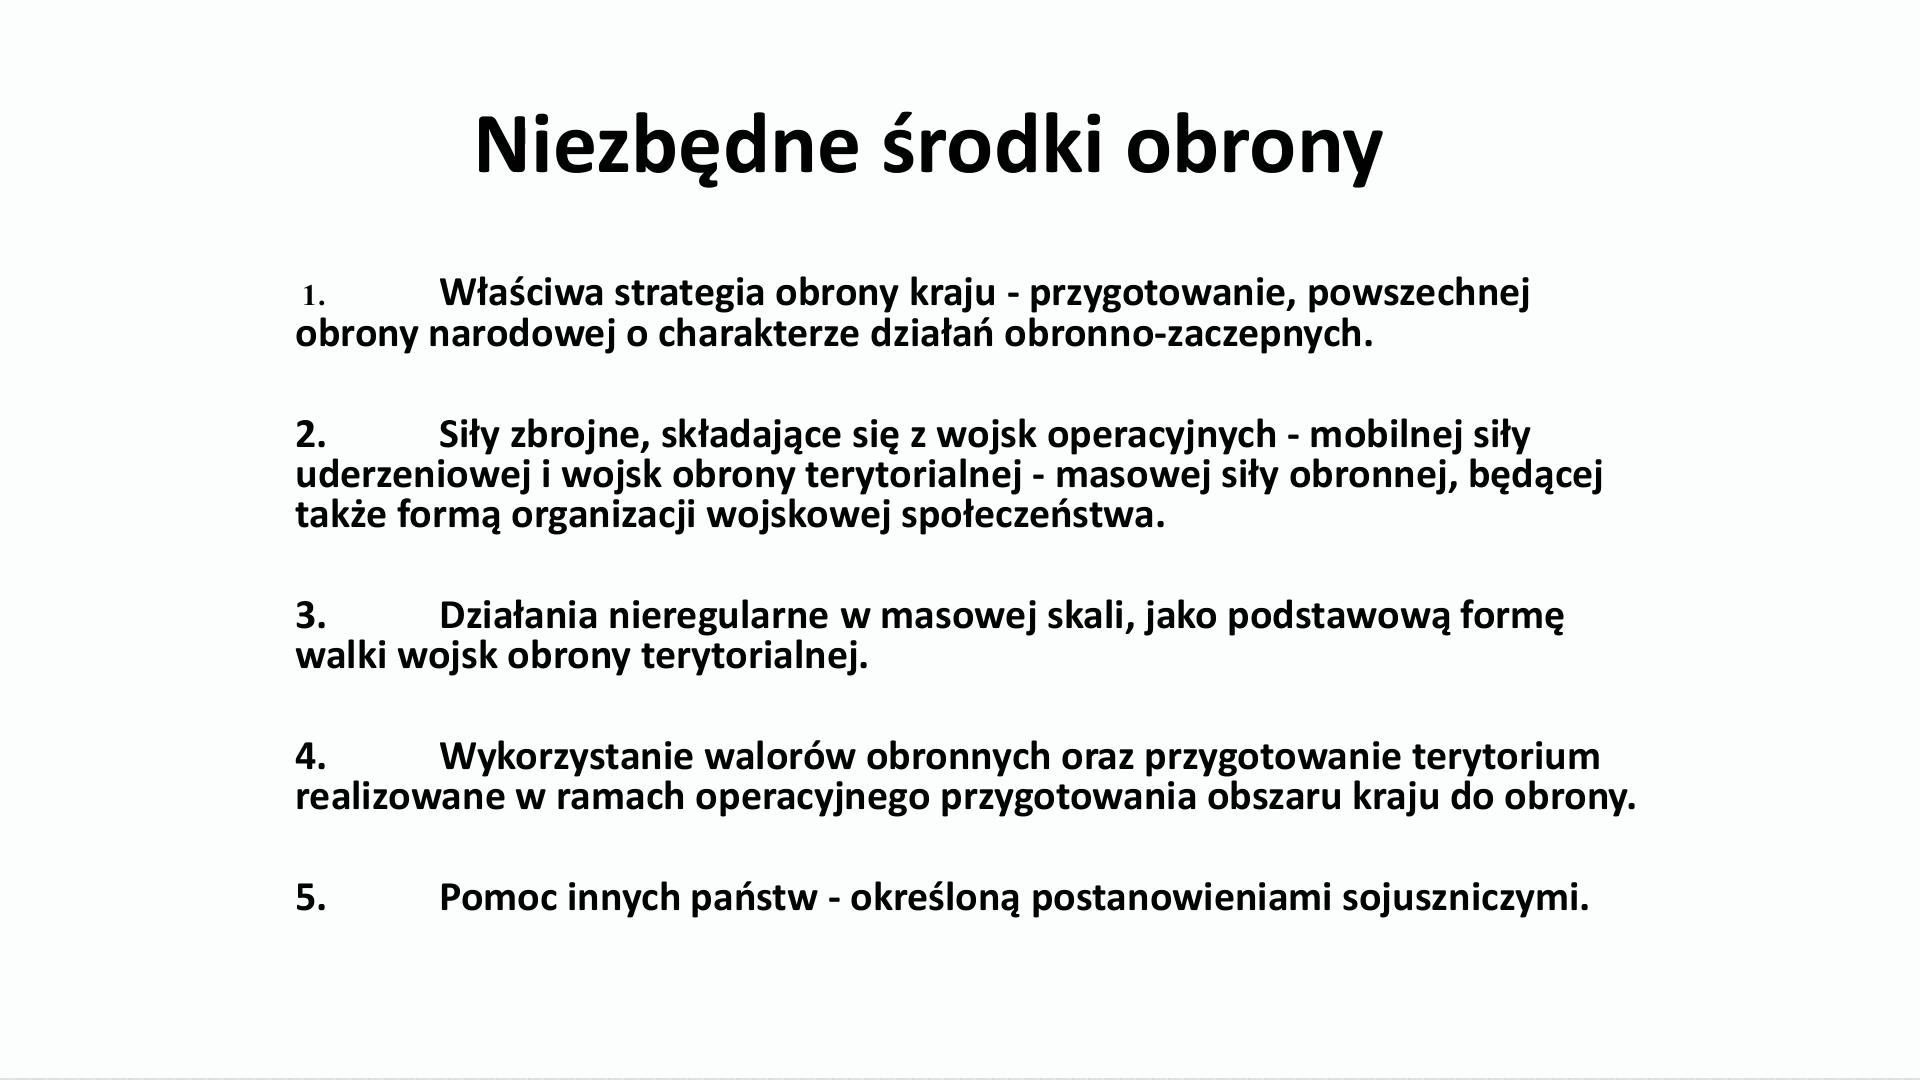 Niezbędne środki obrony
1. Właściwa strategia obrony kraju - przygotowanie, powszechnej
obrony narodowej o charakterze działań obronno-zaczepnych.
2. Siły zbrojne, składające się z wojsk operacyjnych - mobilnej siły
uderzeniowej i wojsk obrony terytorialnej - masowej siły obronnej, będącej
także formą organizacji wojskowej społeczeństwa.
3. Działania nieregularne w masowej skali, jako podstawową formę
walki wojsk obrony terytorialnej.
4. Wykorzystanie walorów obronnych oraz przygotowanie terytorium
realizowane w ramach operacyjnego przygotowania obszaru kraju do obrony.
5. Pomoc innych państw - określoną postanowieniami sojuszniczymi.